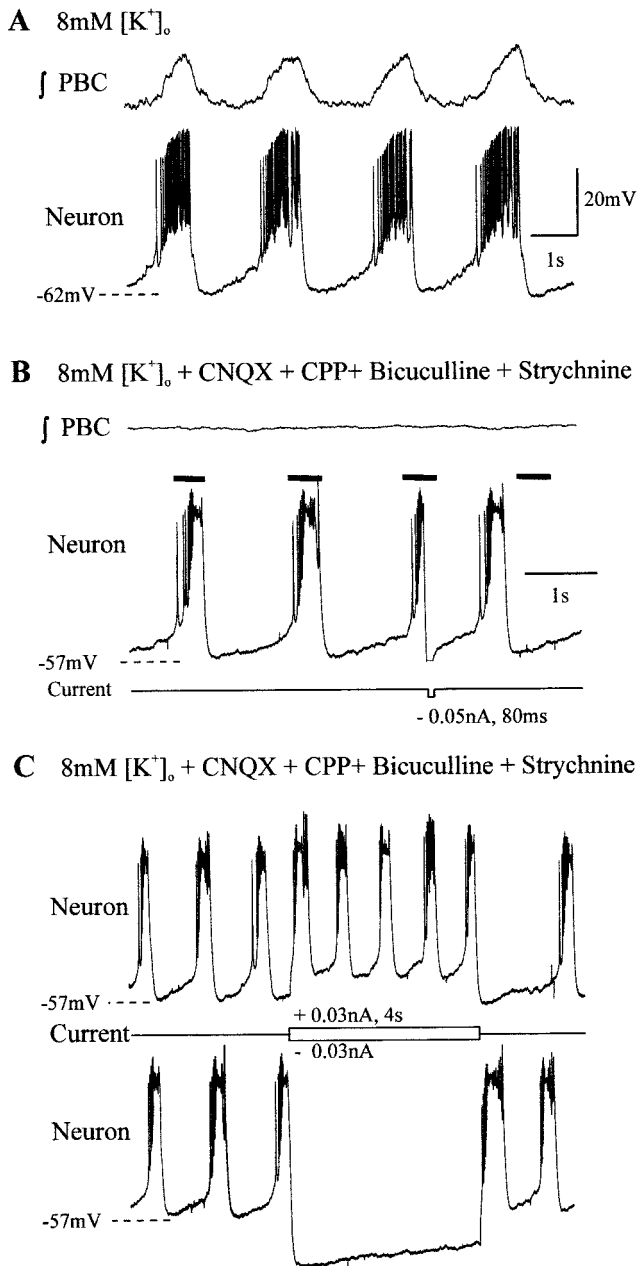 A 8mM [K⁺]ₒ
∫ PBC
Neuron
20mV
1s
-62mV
B 8mM [K⁺]ₒ + CNQX + CPP+ Bicuculline + Strychnine
∫ PBC
Neuron
1s
-57mV
Current
- 0.05nA, 80ms
C 8mM [K⁺]ₒ + CNQX + CPP+ Bicuculline + Strychnine
Neuron
-57mV
+ 0.03nA, 4s
Current
- 0.03nA
Neuron
-57mV